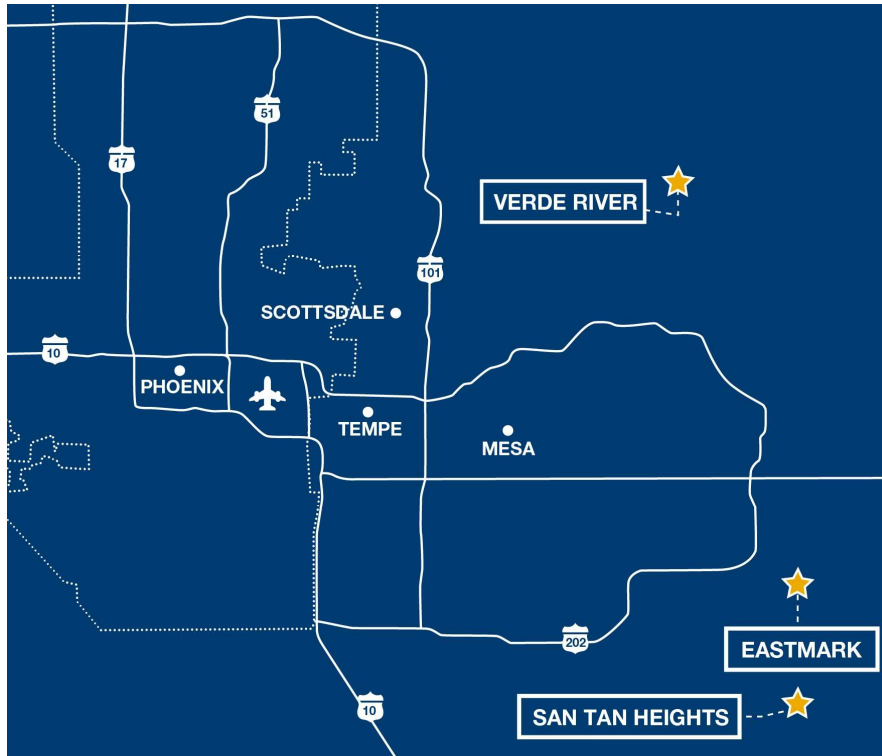 51
17
VERDE RIVER
101
SCOTTSDALE
10
PHOENIX
TEMPE
MESA
202
EASTMARK
10
SAN TAN HEIGHTS